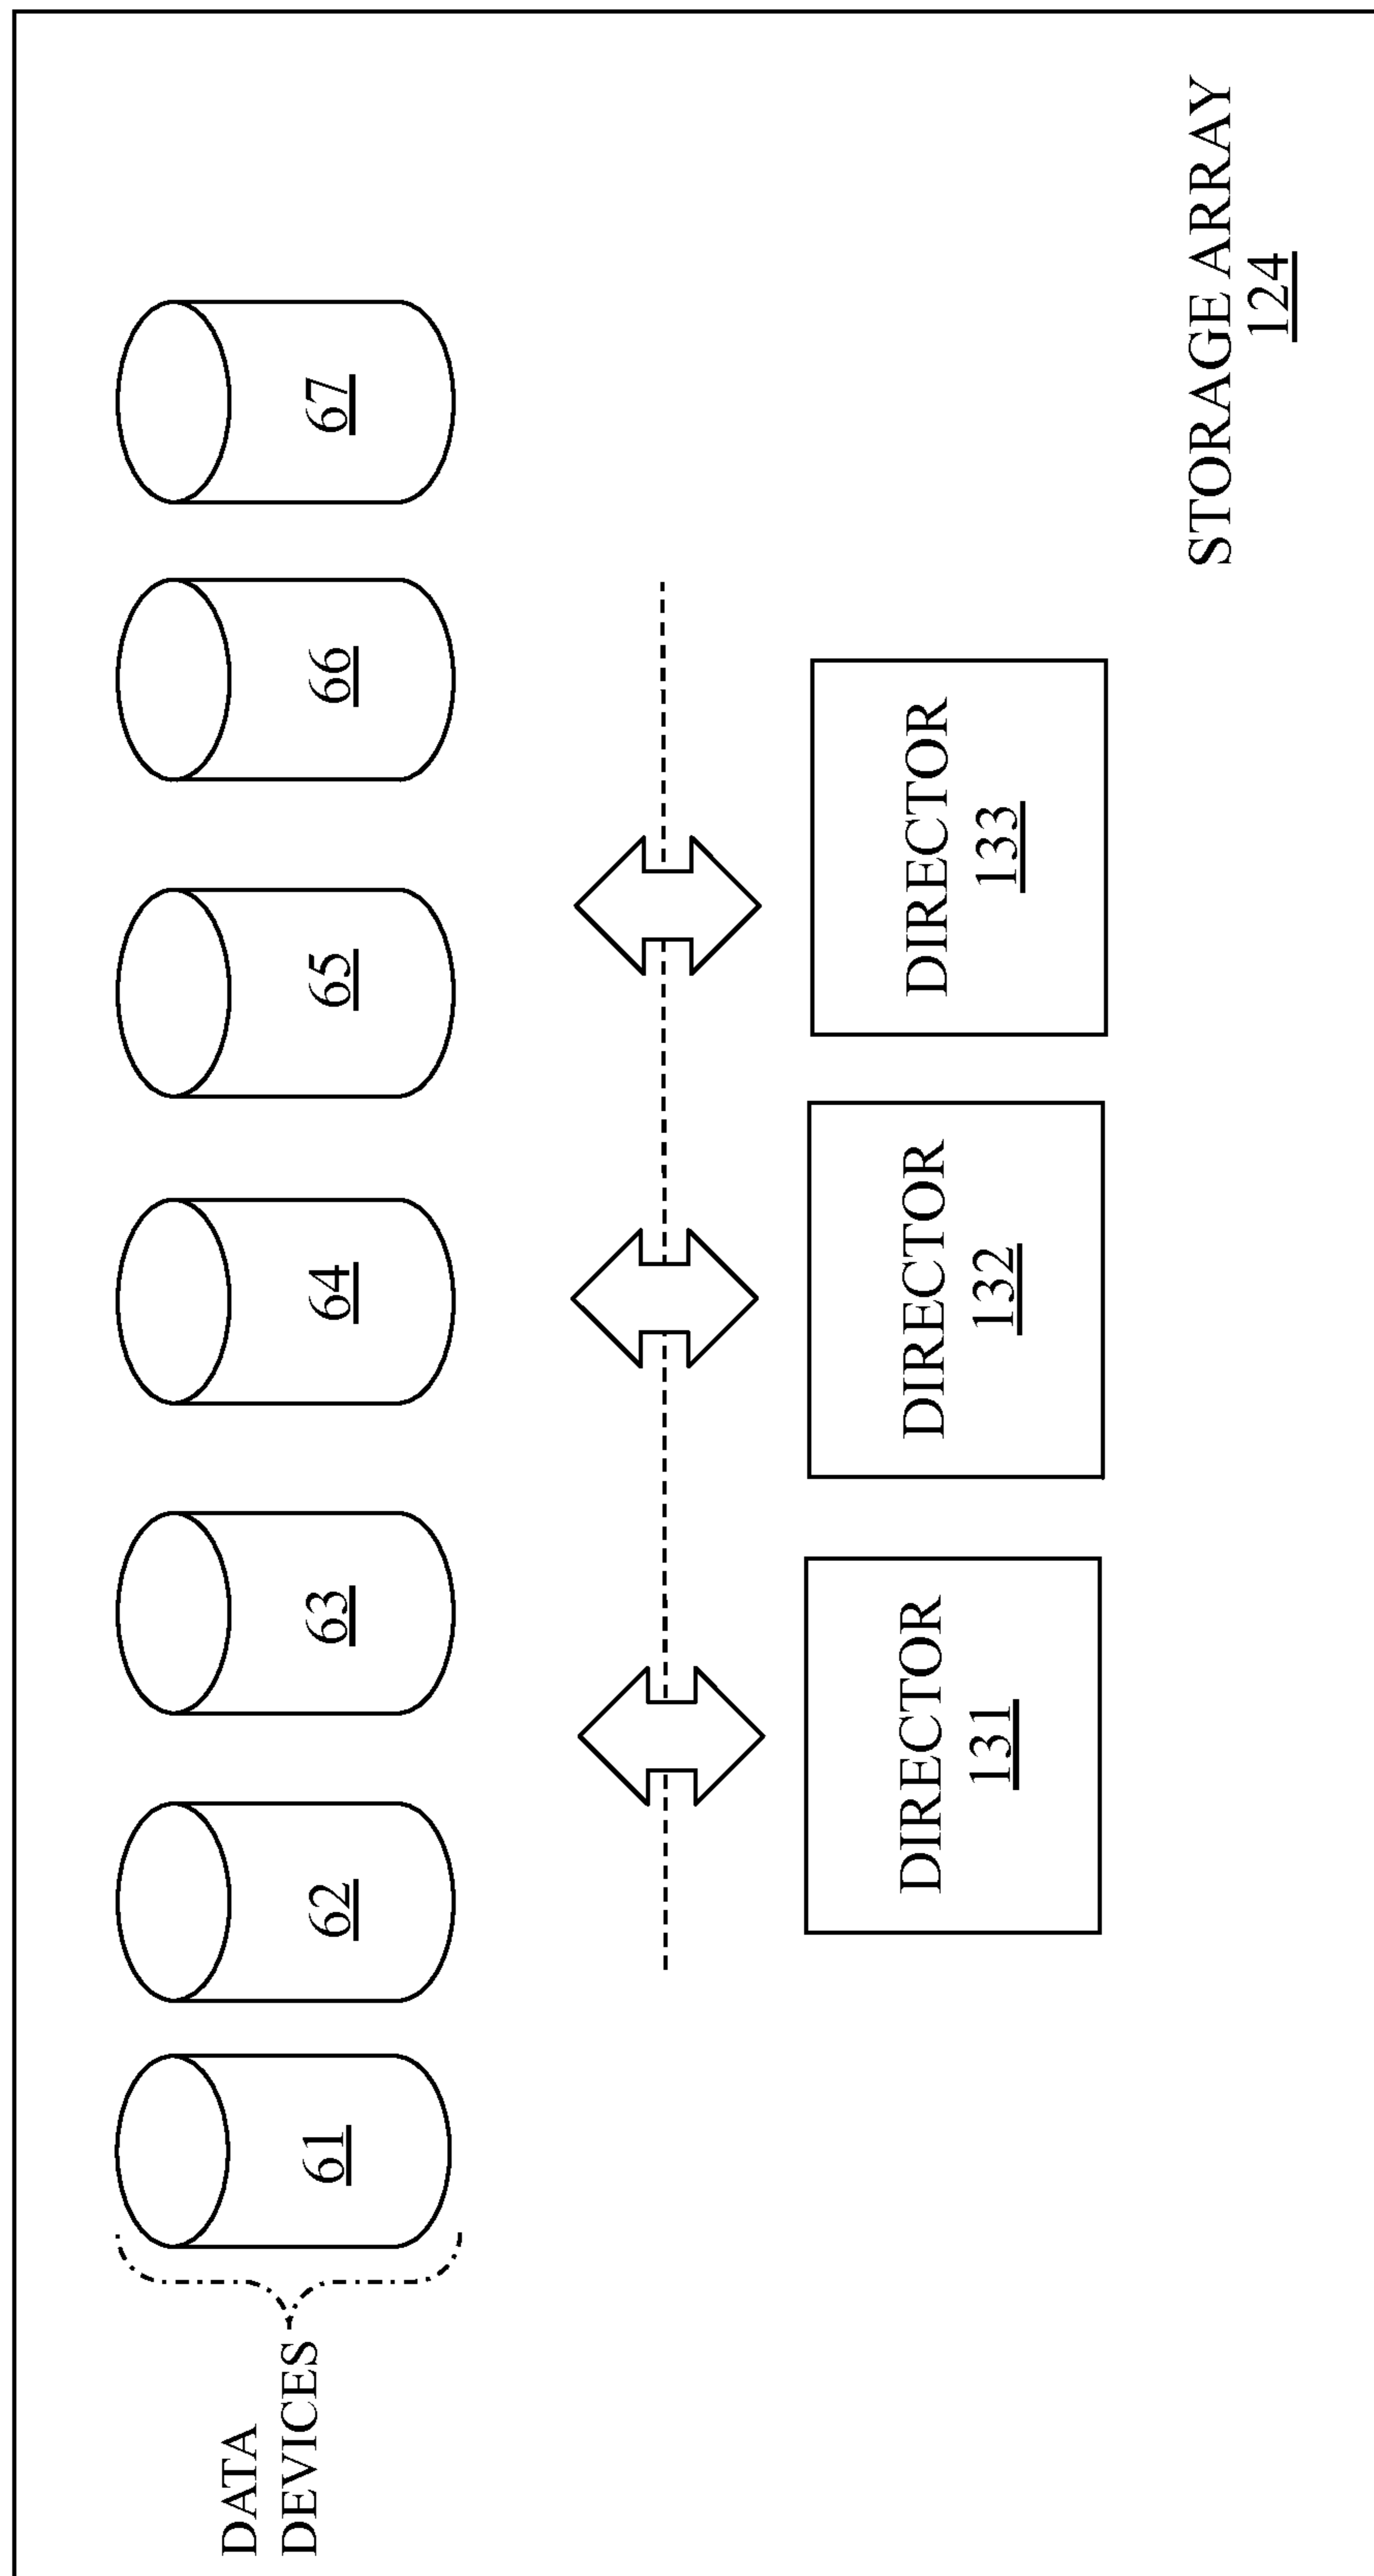 DATA
DEVICES
61
62
63
64
65
66
67
DIRECTOR
131
DIRECTOR
132
DIRECTOR
133
STORAGE ARRAY
124